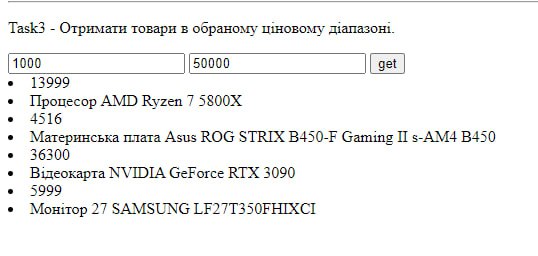 Task3 - Отримати товари в обраному ціновому діапазоні.
1000 50000 get
13999
Процесор AMD Ryzen 7 5800X
4516
Материнська плата Asus ROG STRIX B450-F Gaming II s-AM4 B450
36300
Відеокарта NVIDIA GeForce RTX 3090
5999
Монітор 27 SAMSUNG LF27T350FHIXCI